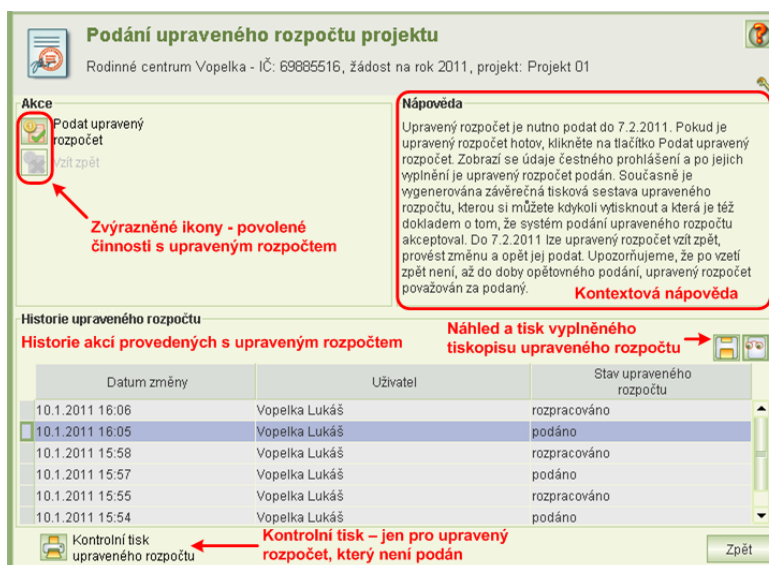 Podání upraveného rozpočtu projektu
Rodinné centrum Vopelka - IČ: 69885516, žádost na rok 2011, projekt: Projekt 01
Akce
Podat upravený
rozpočet
Vzít zpět
Zvýrazněné ikony - povolené
činnosti s upraveným rozpočtem
Nápověda
Upravený rozpočet je nutno podat do 7.2.2011. Pokud je
upravený rozpočet hotov, klikněte na tlačítko Podat upravený
rozpočet. Zobrazí se údaje čestného prohlášení a po jejich
vyplnění je upravený rozpočet podán. Současně je
vygenerována závěrečná tisková sestava upraveného
rozpočtu, kterou si můžete kdykoli vytisknout a která je též
dokladem o tom, že systém podání upraveného rozpočtu
akceptoval. Do 7.2.2011 lze upravený rozpočet vzít zpět,
provést změnu a opět jej podat. Upozorňujeme, že po vzetí
zpět není, až do doby opětovného podání, upravený rozpočet
považován za podaný.
Kontextová nápověda
Historie upraveného rozpočtu
Historie akcí provedených s upraveným rozpočtem
Náhled a tisk vyplněného
tiskopisu upraveného rozpočtu
Datum změny Uživatel Stav upraveného
rozpočtu
10.1.2011 16:06 Vopelka Lukáš rozpracováno
10.1.2011 16:05 Vopelka Lukáš podáno
10.1.2011 15:58 Vopelka Lukáš rozpracováno
10.1.2011 15:57 Vopelka Lukáš podáno
10.1.2011 15:55 Vopelka Lukáš rozpracováno
10.1.2011 15:54 Vopelka Lukáš podáno
Kontrolní tisk
upraveného rozpočtu
Kontrolní tisk – jen pro upravený
rozpočet, který není podán
Zpět